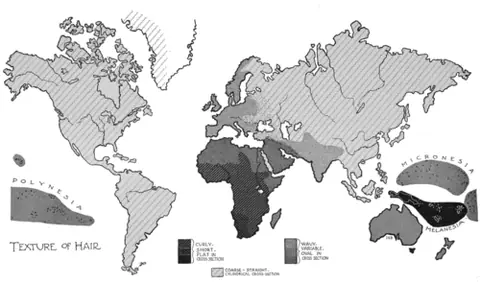 POLYNESIA
MICRONESIA
MELANESIA
TEXTURE OF HAIR
CURLY-
SHORT.
FLAT IN
CROSS SECTION
WAVY.
VARIABLE.
OVAL IN
CROSS SECTION
COARSE - STRAIGHT.
CYLINDRICAL CROSS-SECTION